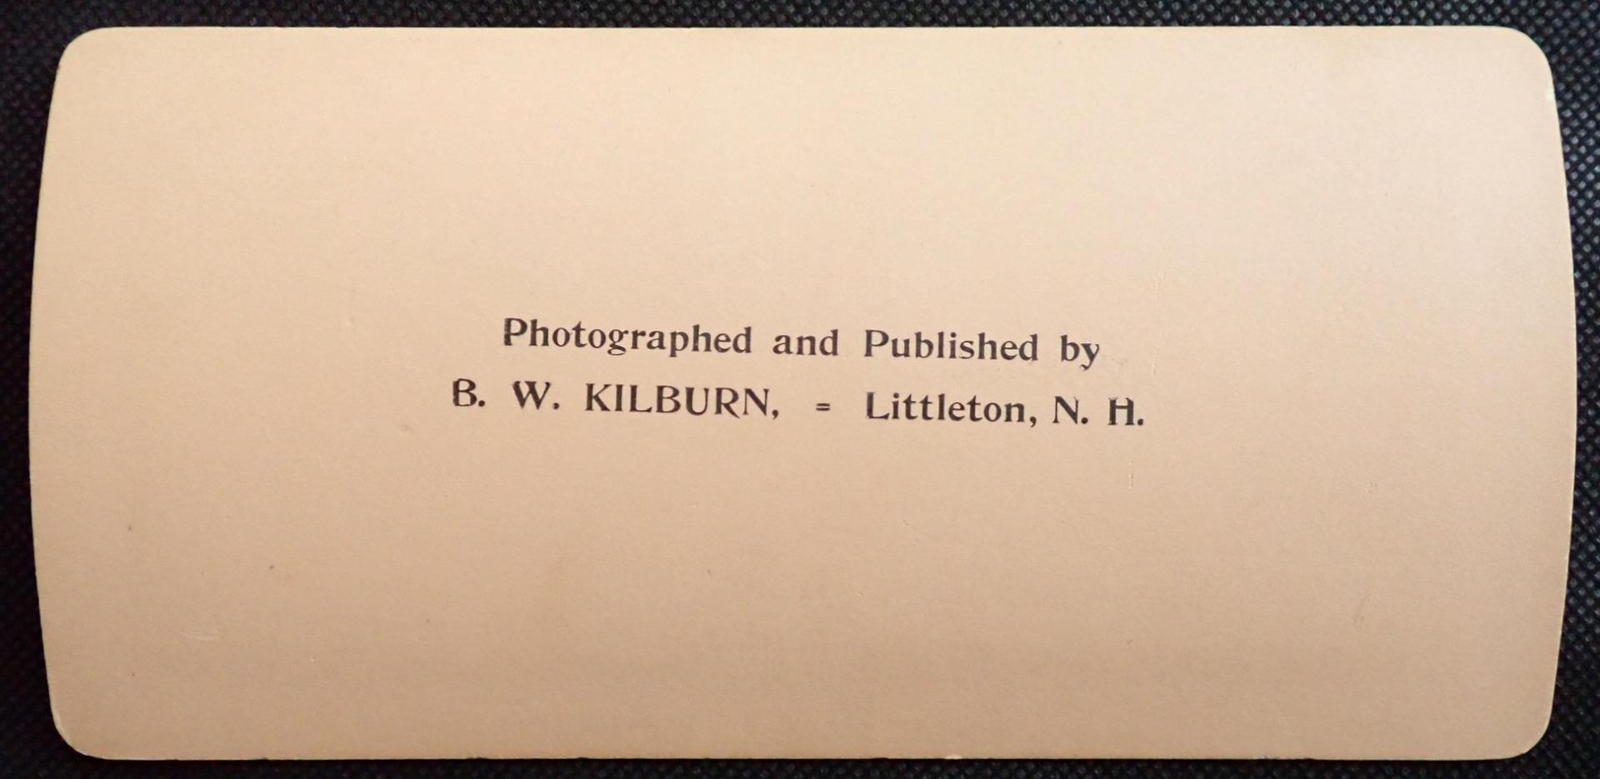 Photographed and Published by
B. W. KILBURN, = Littleton, N. H.